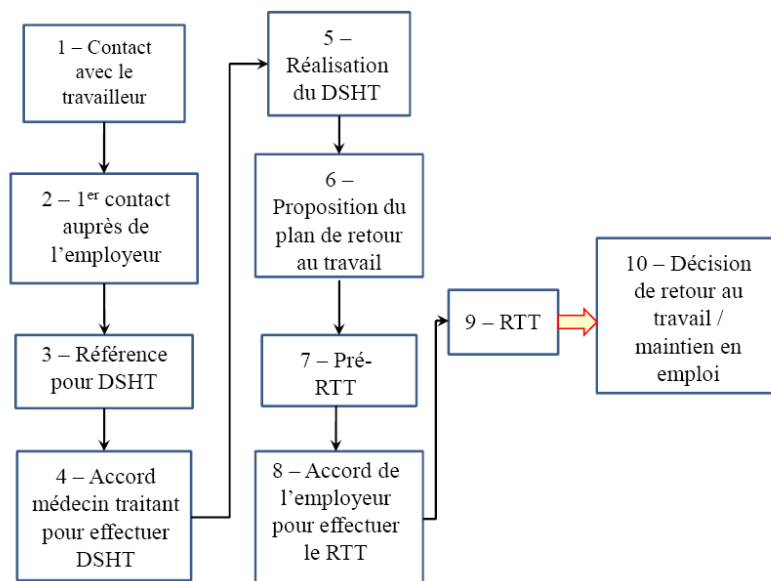 1 – Contact
avec le
travailleur
2 – 1er contact
auprès de
l’employeur
3 – Référence
pour DSHT
4 – Accord
médecin traitant
pour effectuer
DSHT
5 –
Réalisation
du DSHT
6 –
Proposition du
plan de retour
au travail
7 – Pré-
RTT
8 – Accord de
l’employeur
pour effectuer
le RTT
9 – RTT
10 – Décision
de retour au
travail /
maintien en
emploi